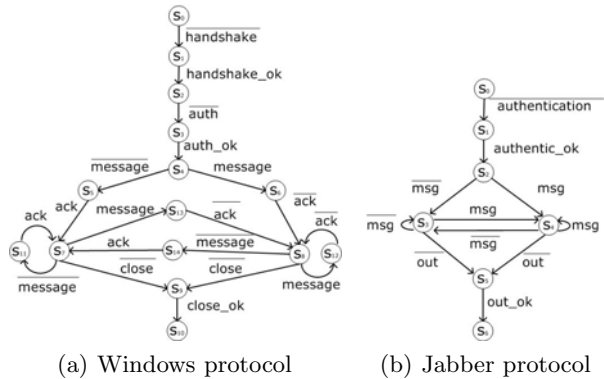 S₀
handshake
S₁
handshake_ok
S₂
auth
S₃
auth_ok
S₄
message
message
S₅
S₆
ack
message
S₁₃
ack
ack
ack
ack
S₁₁
S₇
ack
S₁₄
message
S₈
S₁₂
message
close
close
message
S₉
close_ok
S₁₀
(a) Windows protocol
S₀
authentication
S₁
authentic_ok
S₂
msg
msg
msg
S₃
msg
S₄
msg
msg
out
out
S₅
out_ok
S₆
(b) Jabber protocol